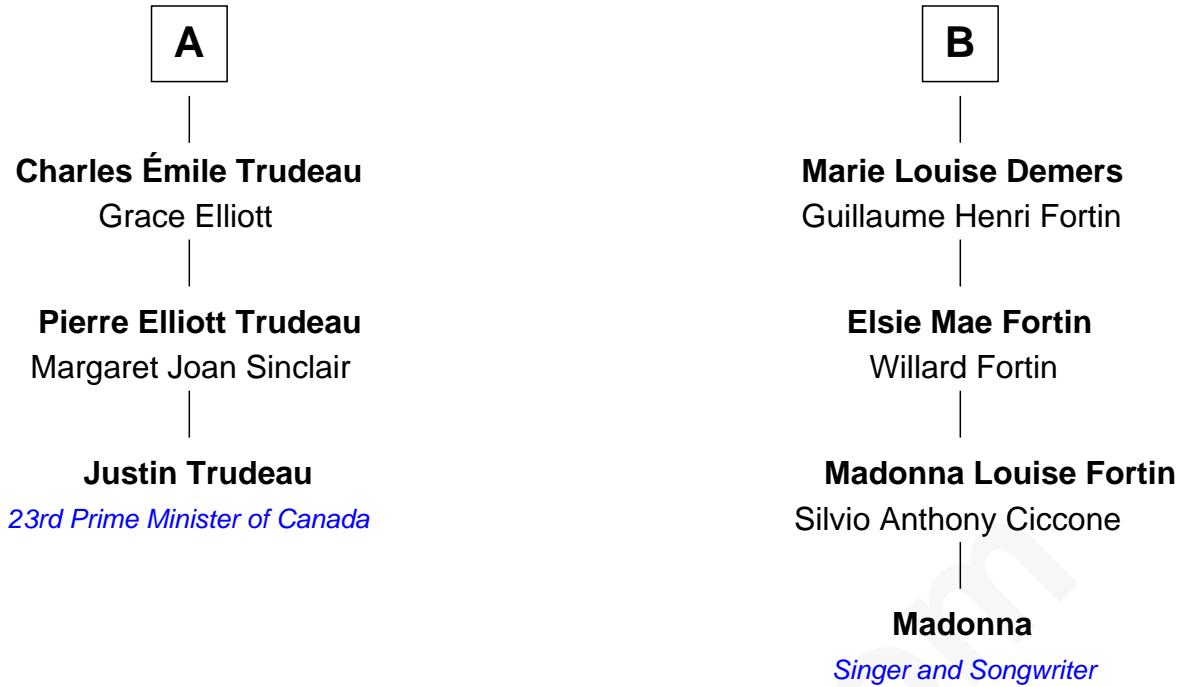 A
Charles Émile Trudeau
Grace Elliott
Pierre Elliott Trudeau
Margaret Joan Sinclair
Justin Trudeau
23rd Prime Minister of Canada
B
Marie Louise Demers
Guillaume Henri Fortin
Elsie Mae Fortin
Willard Fortin
Madonna Louise Fortin
Silvio Anthony Ciccone
Madonna
Singer and Songwriter